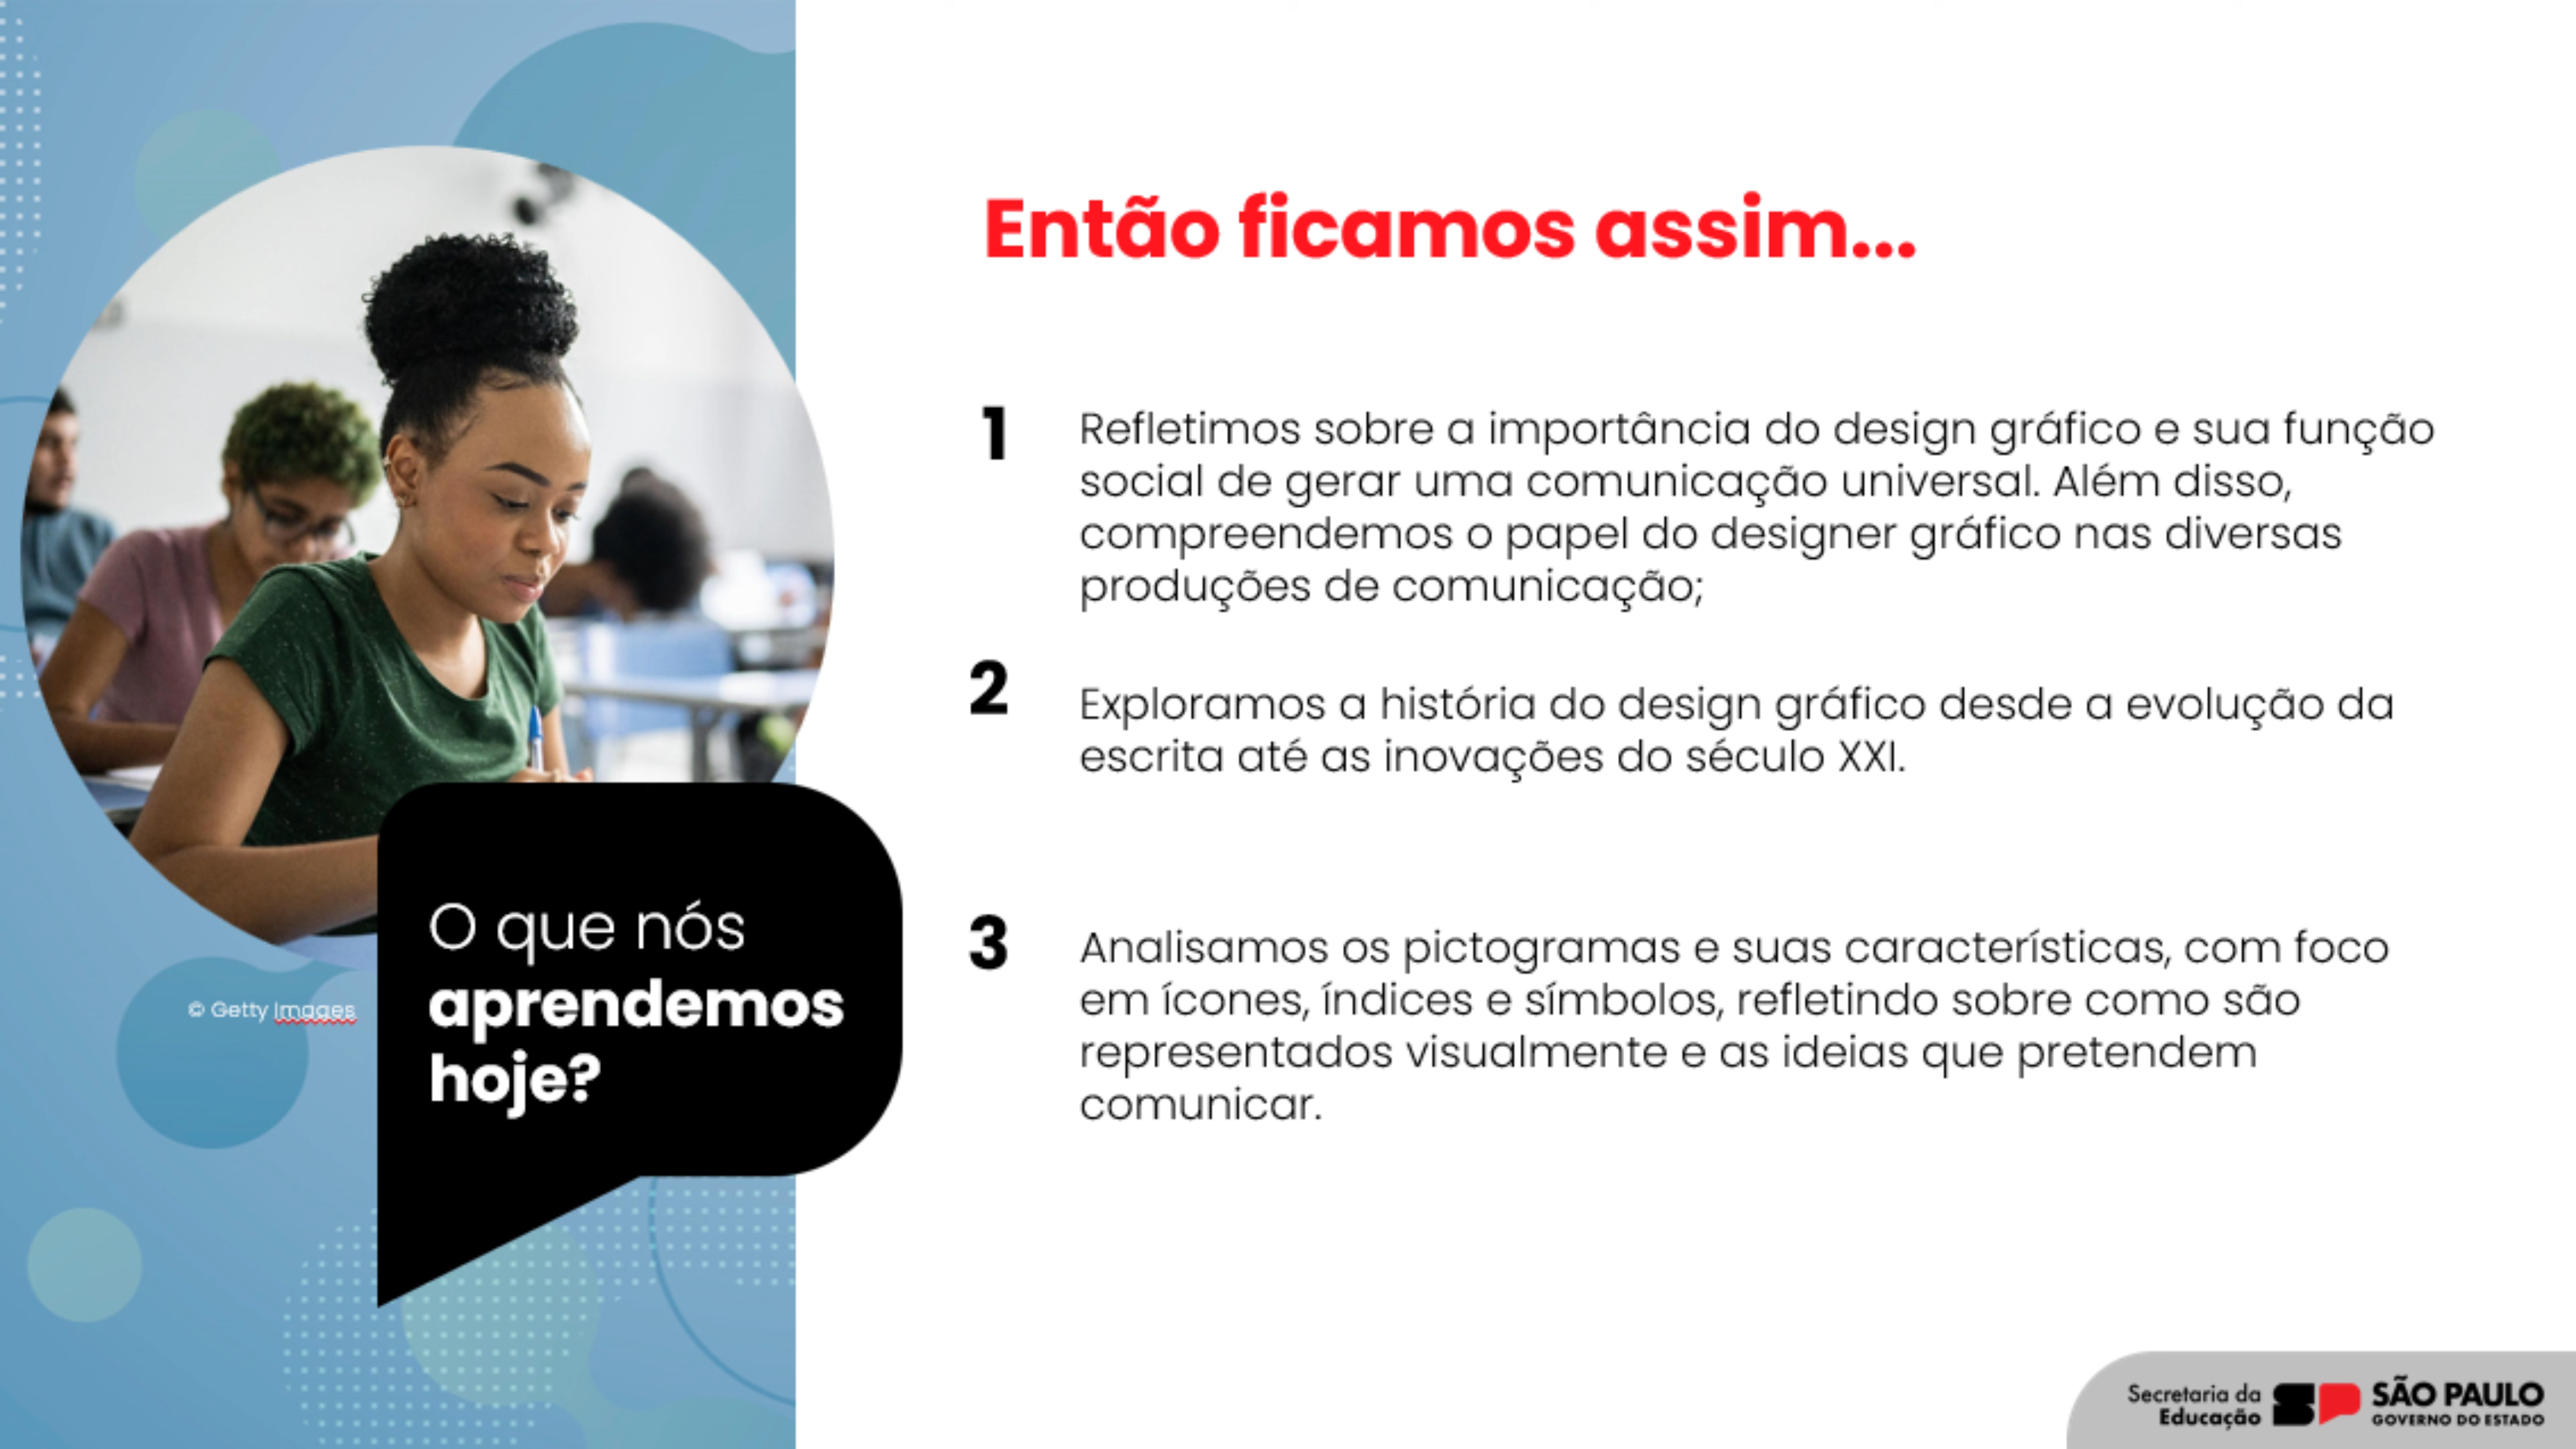 Então ficamos assim...
1
Refletimos sobre a importância do design gráfico e sua função
social de gerar uma comunicação universal. Além disso,
compreendemos o papel do designer gráfico nas diversas
produções de comunicação;
2
Exploramos a história do design gráfico desde a evolução da
escrita até as inovações do século XXI.
3
Analisamos os pictogramas e suas características, com foco
em ícones, índices e símbolos, refletindo sobre como são
representados visualmente e as ideias que pretendem
comunicar.
O que nós
aprendemos
hoje?
© Getty Images
Secretaria da
Educação
SÃO PAULO
GOVERNO DO ESTADO